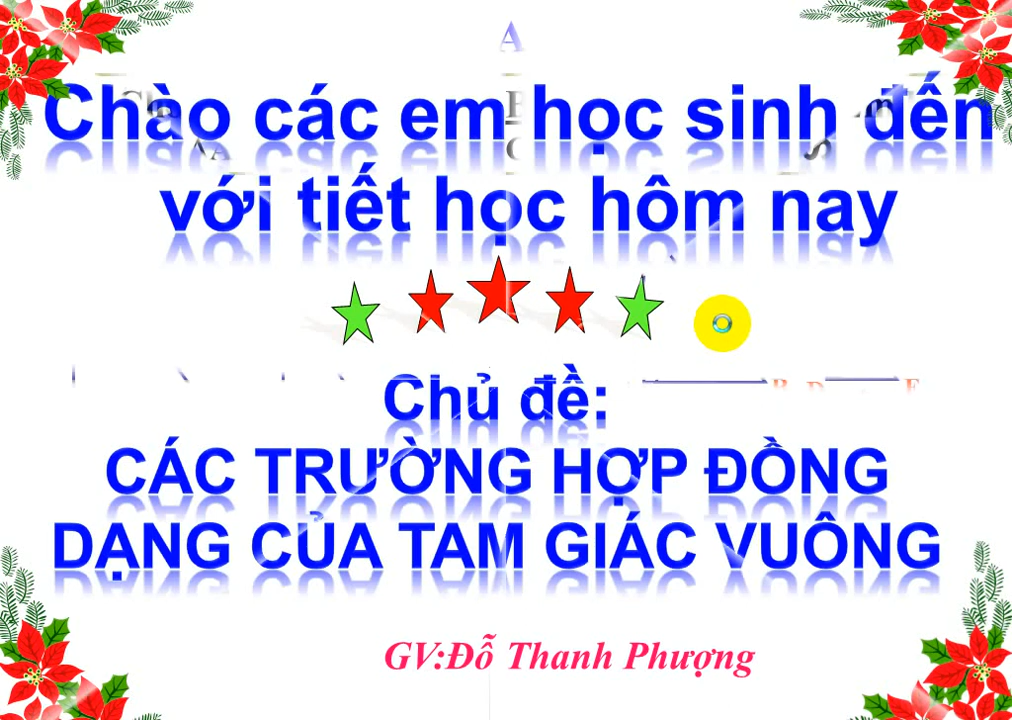 A
Chào các em học sinh đến
với tiết học hôm nay
Chủ đề:
CÁC TRƯỜNG HỢP ĐỒNG
DẠNG CỦA TAM GIÁC VUÔNG
GV:Đỗ Thanh Phượng